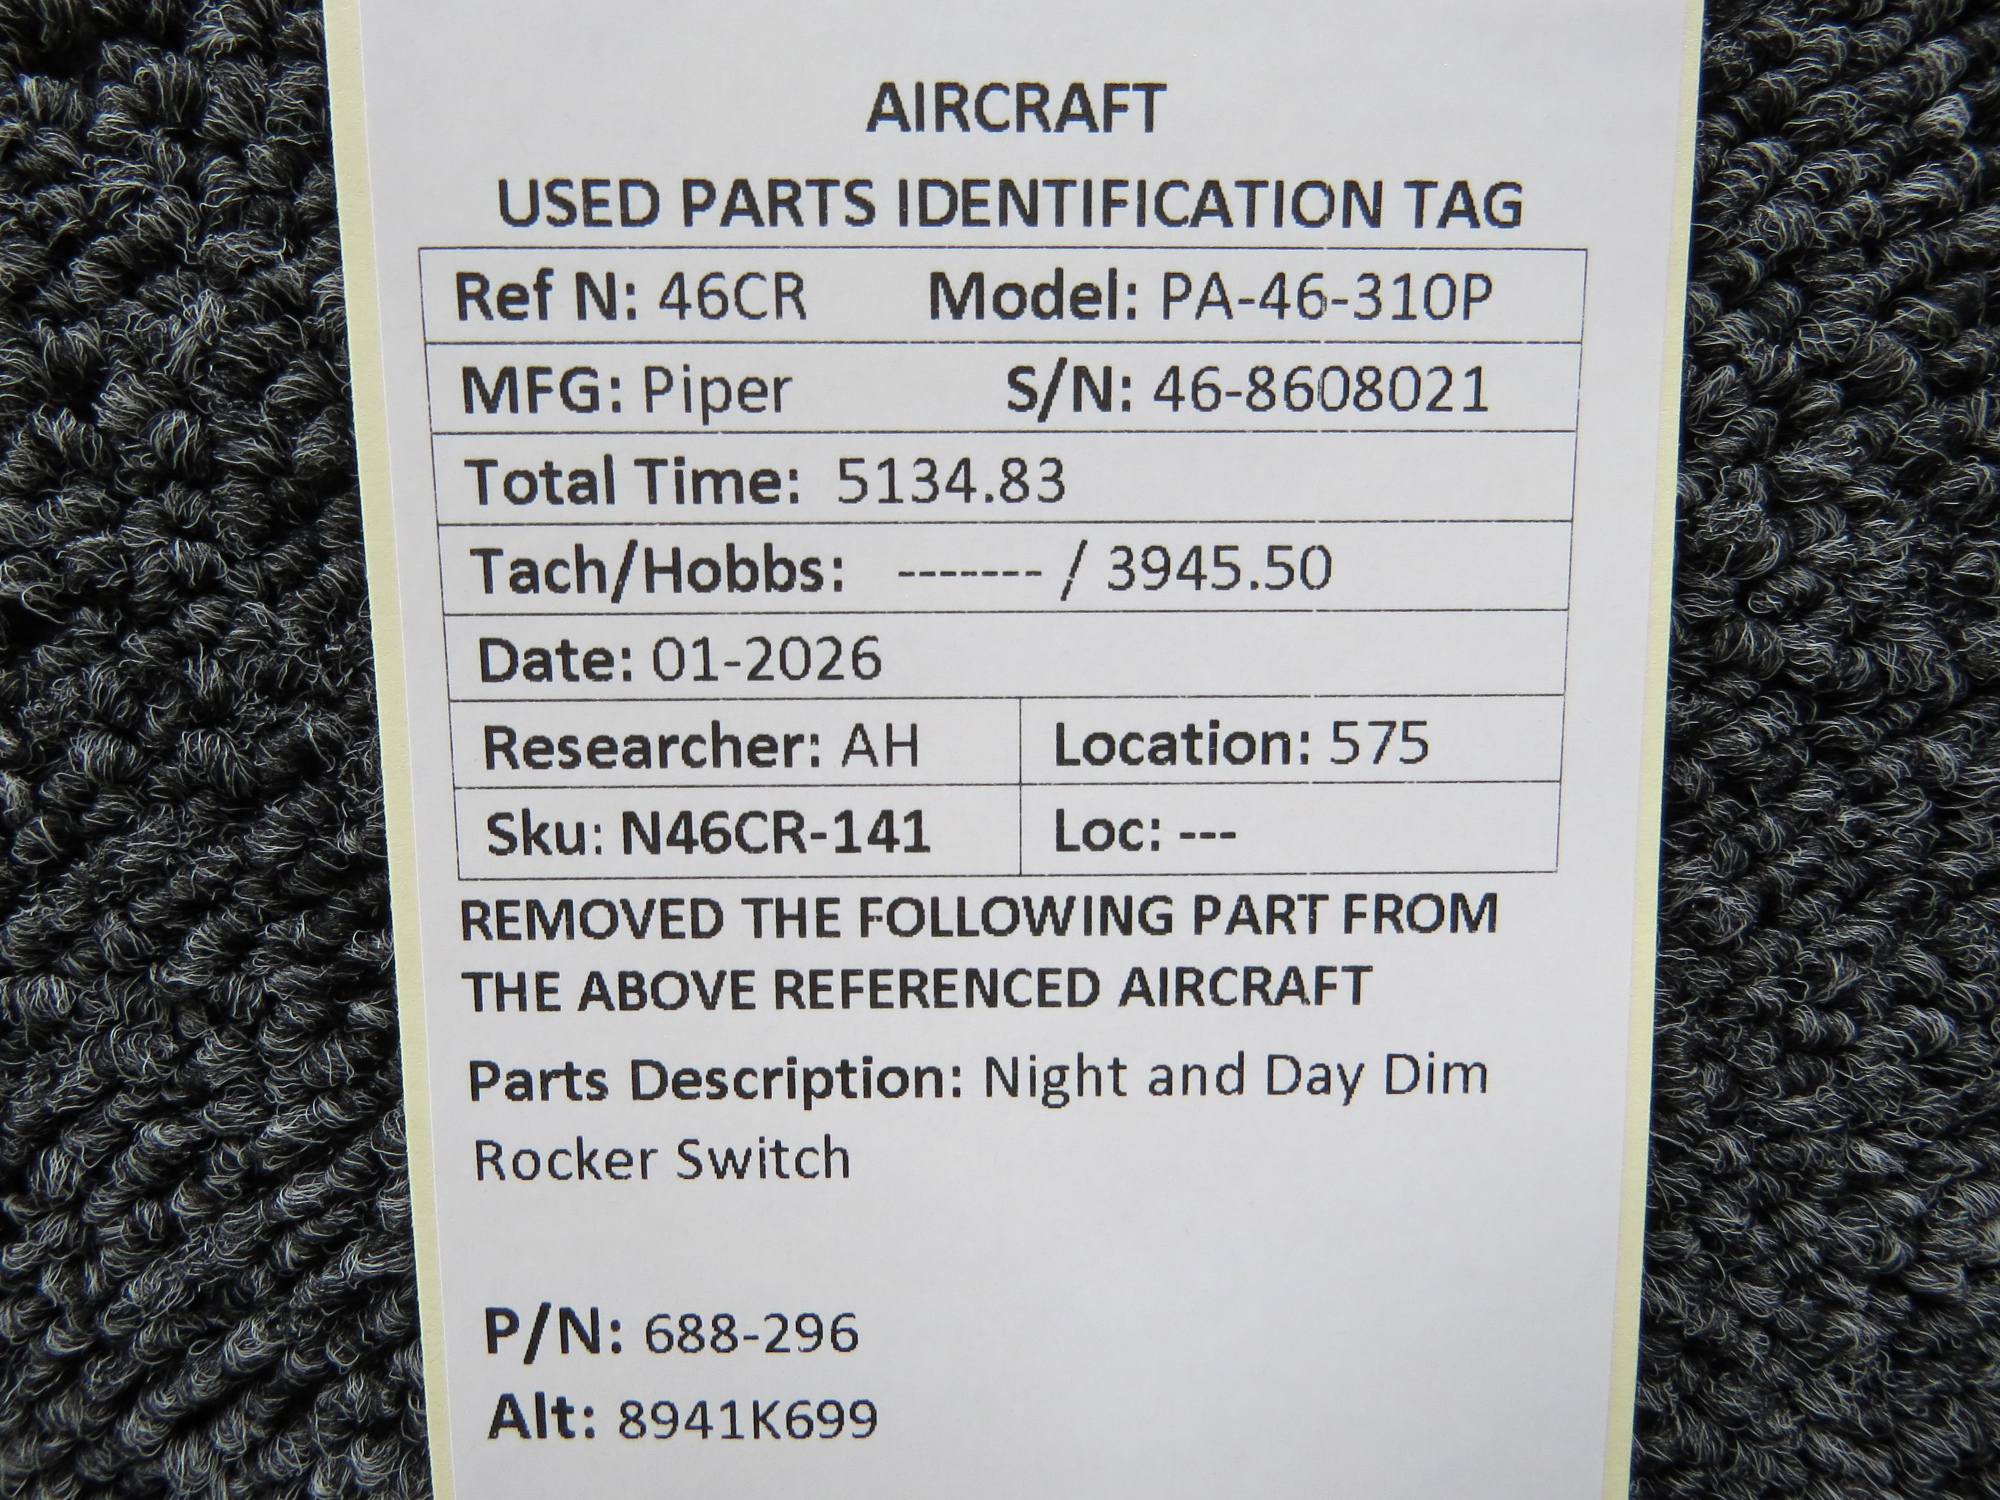 AIRCRAFT
USED PARTS IDENTIFICATION TAG
Ref N: 46CR Model: PA-46-310P
MFG: Piper S/N: 46-8608021
Total Time: 5134.83
Tach/Hobbs: ------- / 3945.50
Date: 01-2026
Researcher: AH Location: 575
Sku: N46CR-141 Loc: ---
REMOVED THE FOLLOWING PART FROM
THE ABOVE REFERENCED AIRCRAFT
Parts Description: Night and Day Dim
Rocker Switch
P/N: 688-296
Alt: 8941K699